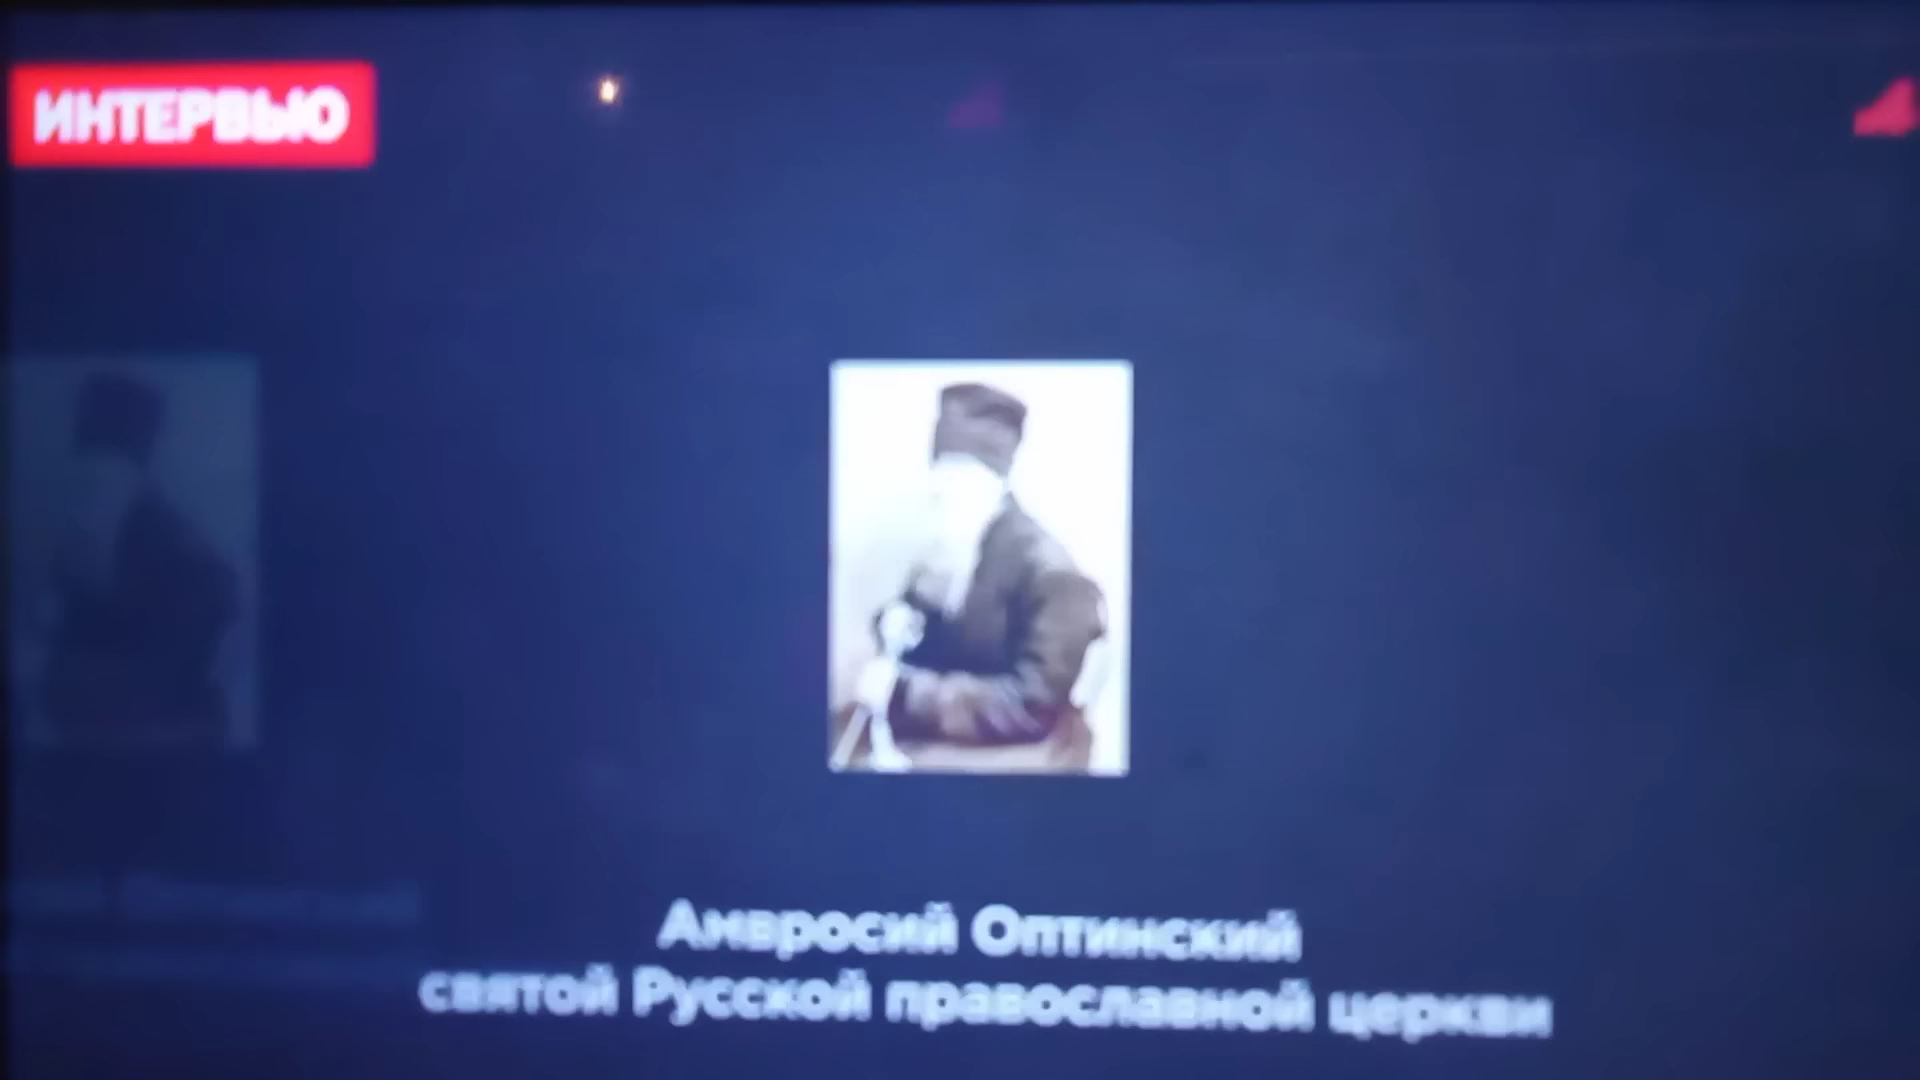 ИНТЕРВЬЮ
Амвросий Оптинский
святой Русской православной церкви